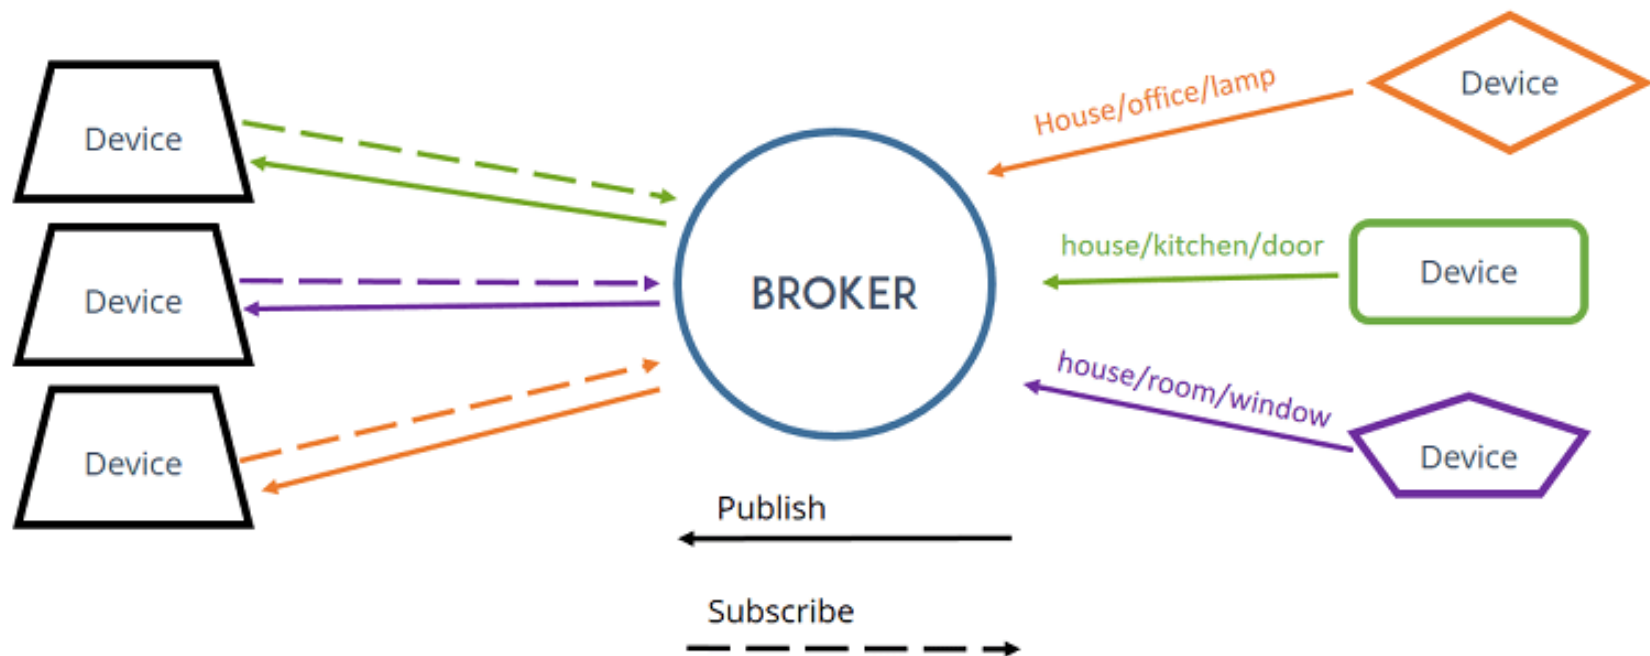 Device
Device
Device
BROKER
House/office/lamp
house/kitchen/door
house/room/window
Device
Device
Device
Publish
Subscribe